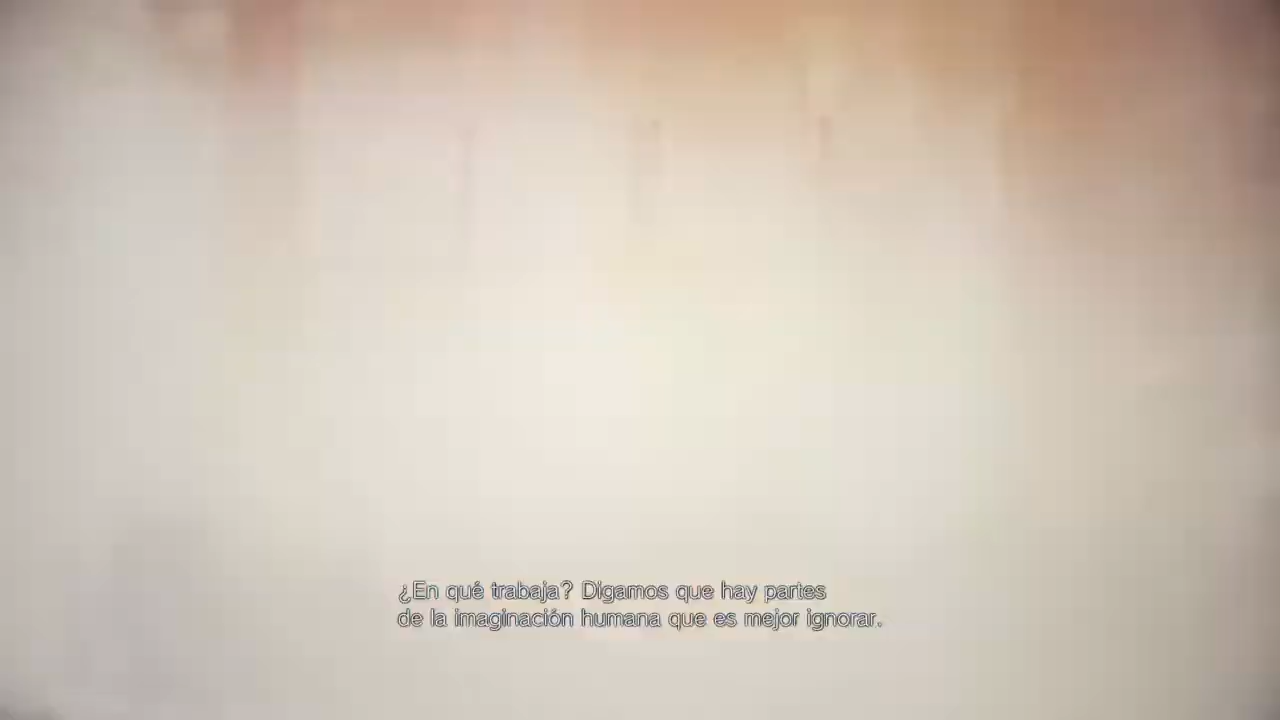 ¿En qué trabaja? Digamos que hay partes
de la imaginación humana que es mejor ignorar.